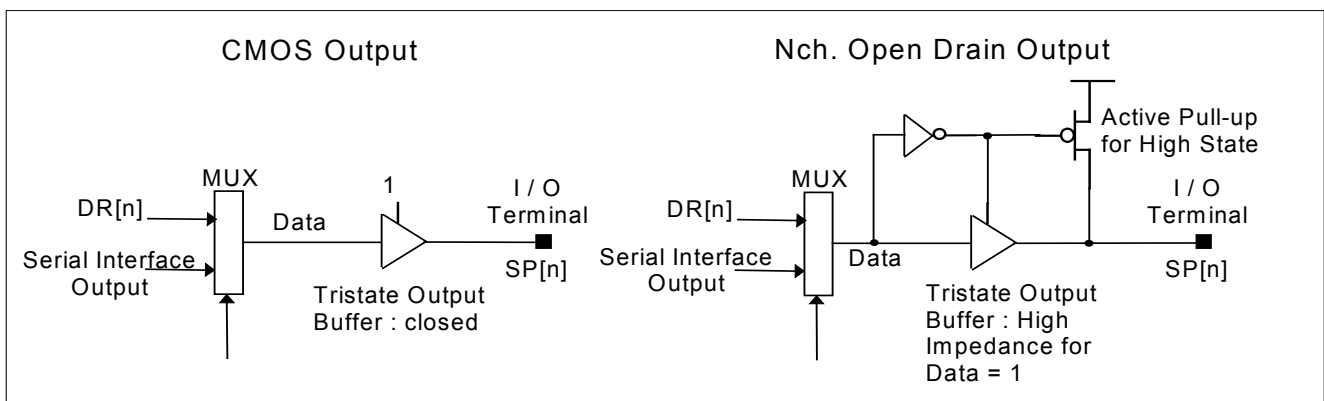 CMOS Output
MUX
DR[n]
Serial Interface
Output
Data
1
I / O
Terminal
SP[n]
Tristate Output
Buffer : closed
Nch. Open Drain Output
Active Pull-up
for High State
MUX
DR[n]
Serial Interface
Output
Data
I / O
Terminal
SP[n]
Tristate Output
Buffer : High
Impedance for
Data = 1